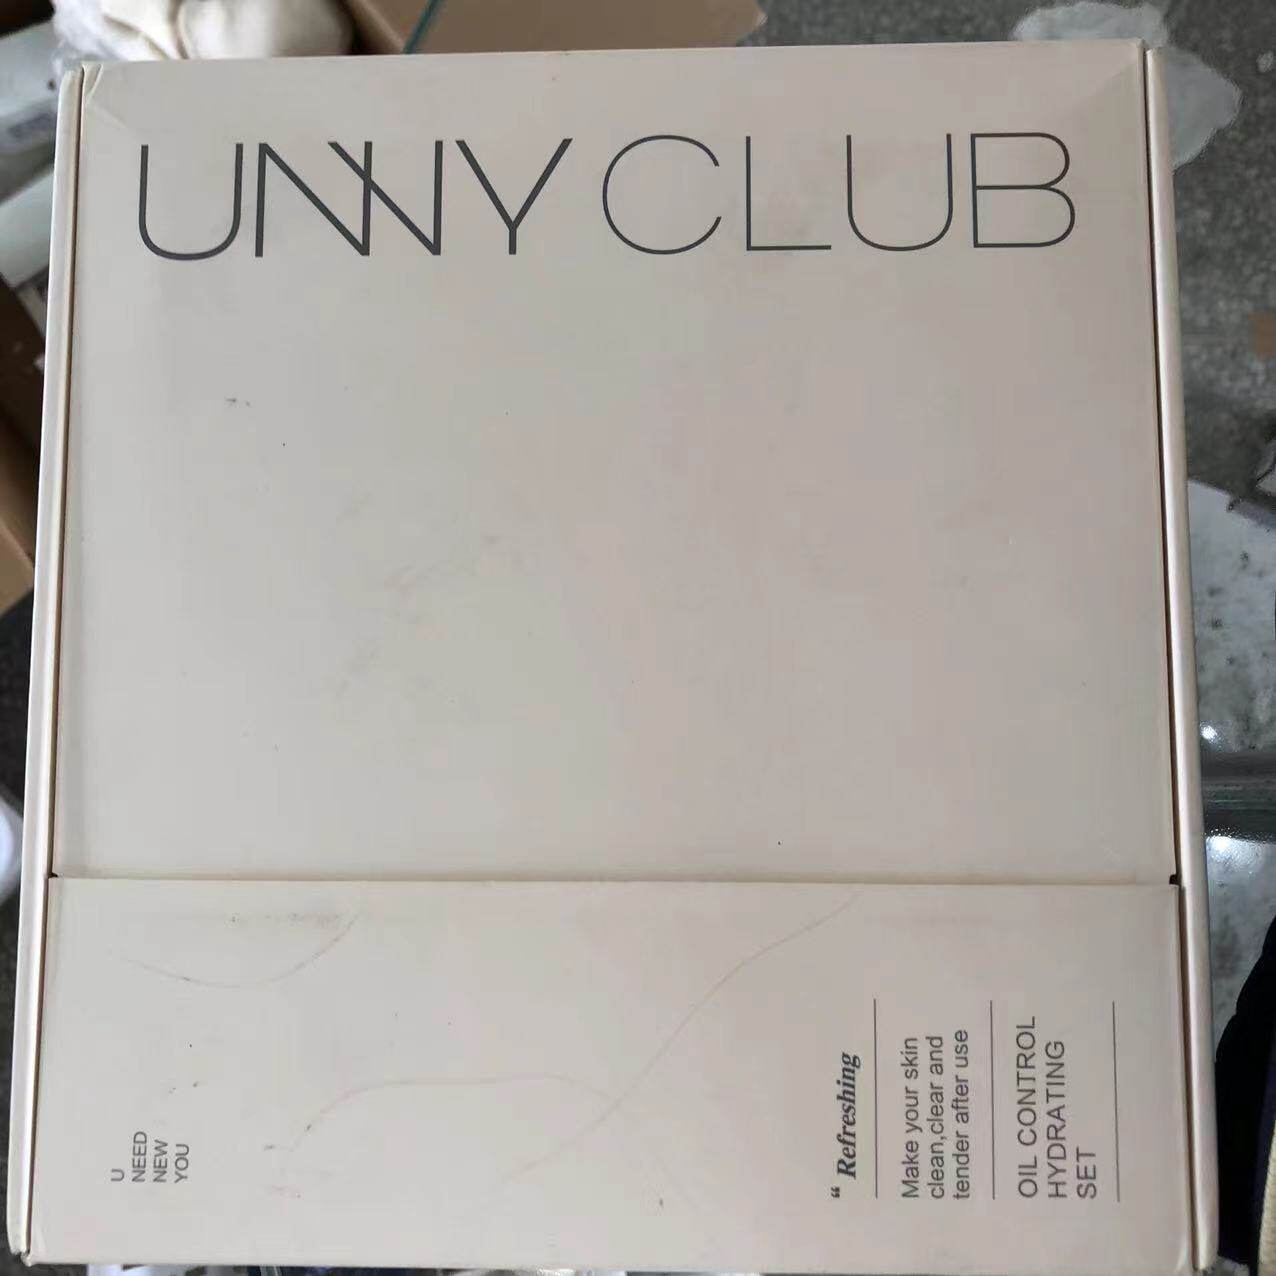 UNNY CLUB
U
NEED
NEW
YOU
“ Refreshing
Make your skin
clean,clear and
tender after use
OIL CONTROL
HYDRATING
SET